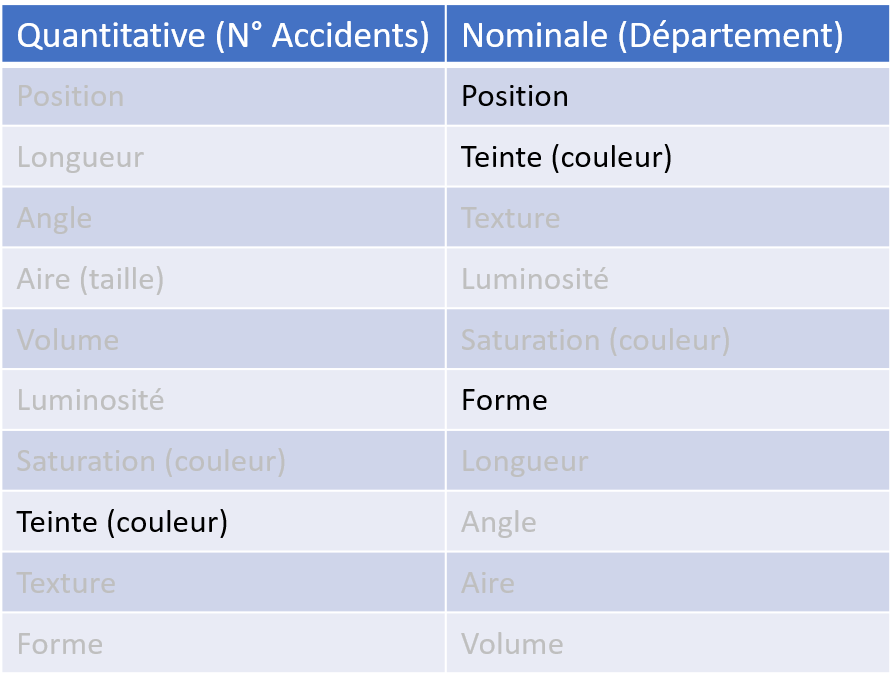 Quantitative (N° Accidents) Nominale (Département)
Position Position
Longueur Teinte (couleur)
Angle Texture
Aire (taille) Luminosité
Volume Saturation (couleur)
Luminosité Forme
Saturation (couleur) Longueur
Teinte (couleur) Angle
Texture Aire
Forme Volume